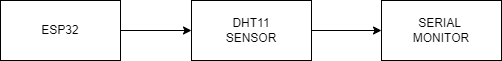 ESP32
DHT11
SENSOR
SERIAL
MONITOR